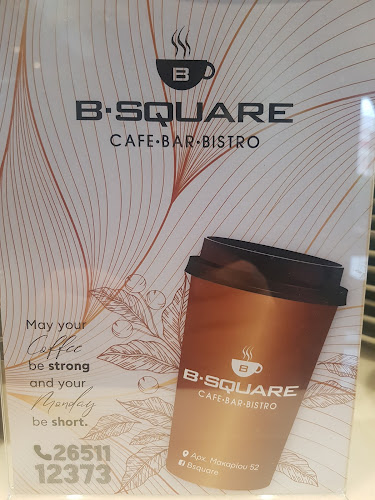 B
B·SQUARE
CAFE·BAR·BISTRO
May your
Coffee
be strong
and your
Monday
be short.
26511
12373
B
B·SQUARE
CAFE·BAR·BISTRO
Αρχ. Μακαρίου 52
Bsquare